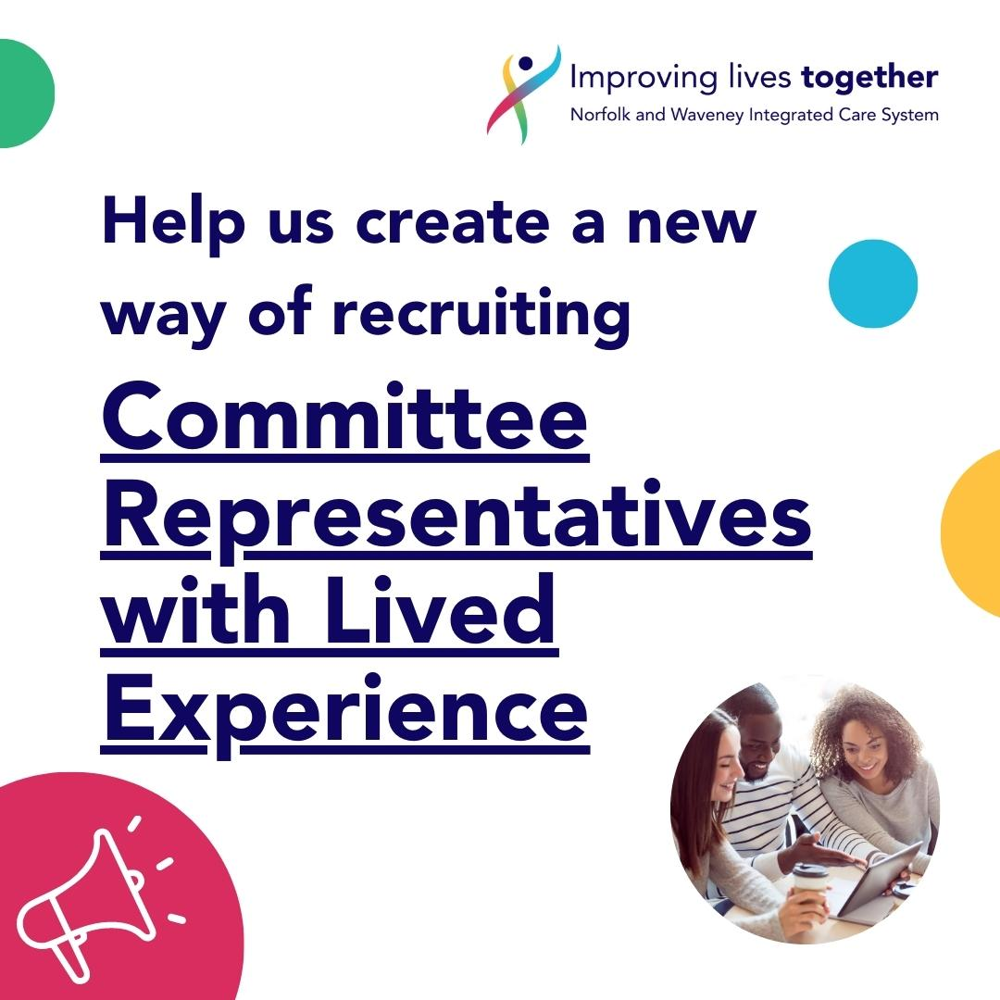 Improving lives together
Norfolk and Waveney Integrated Care System
Help us create a new
way of recruiting
Committee
Representatives
with Lived
Experience